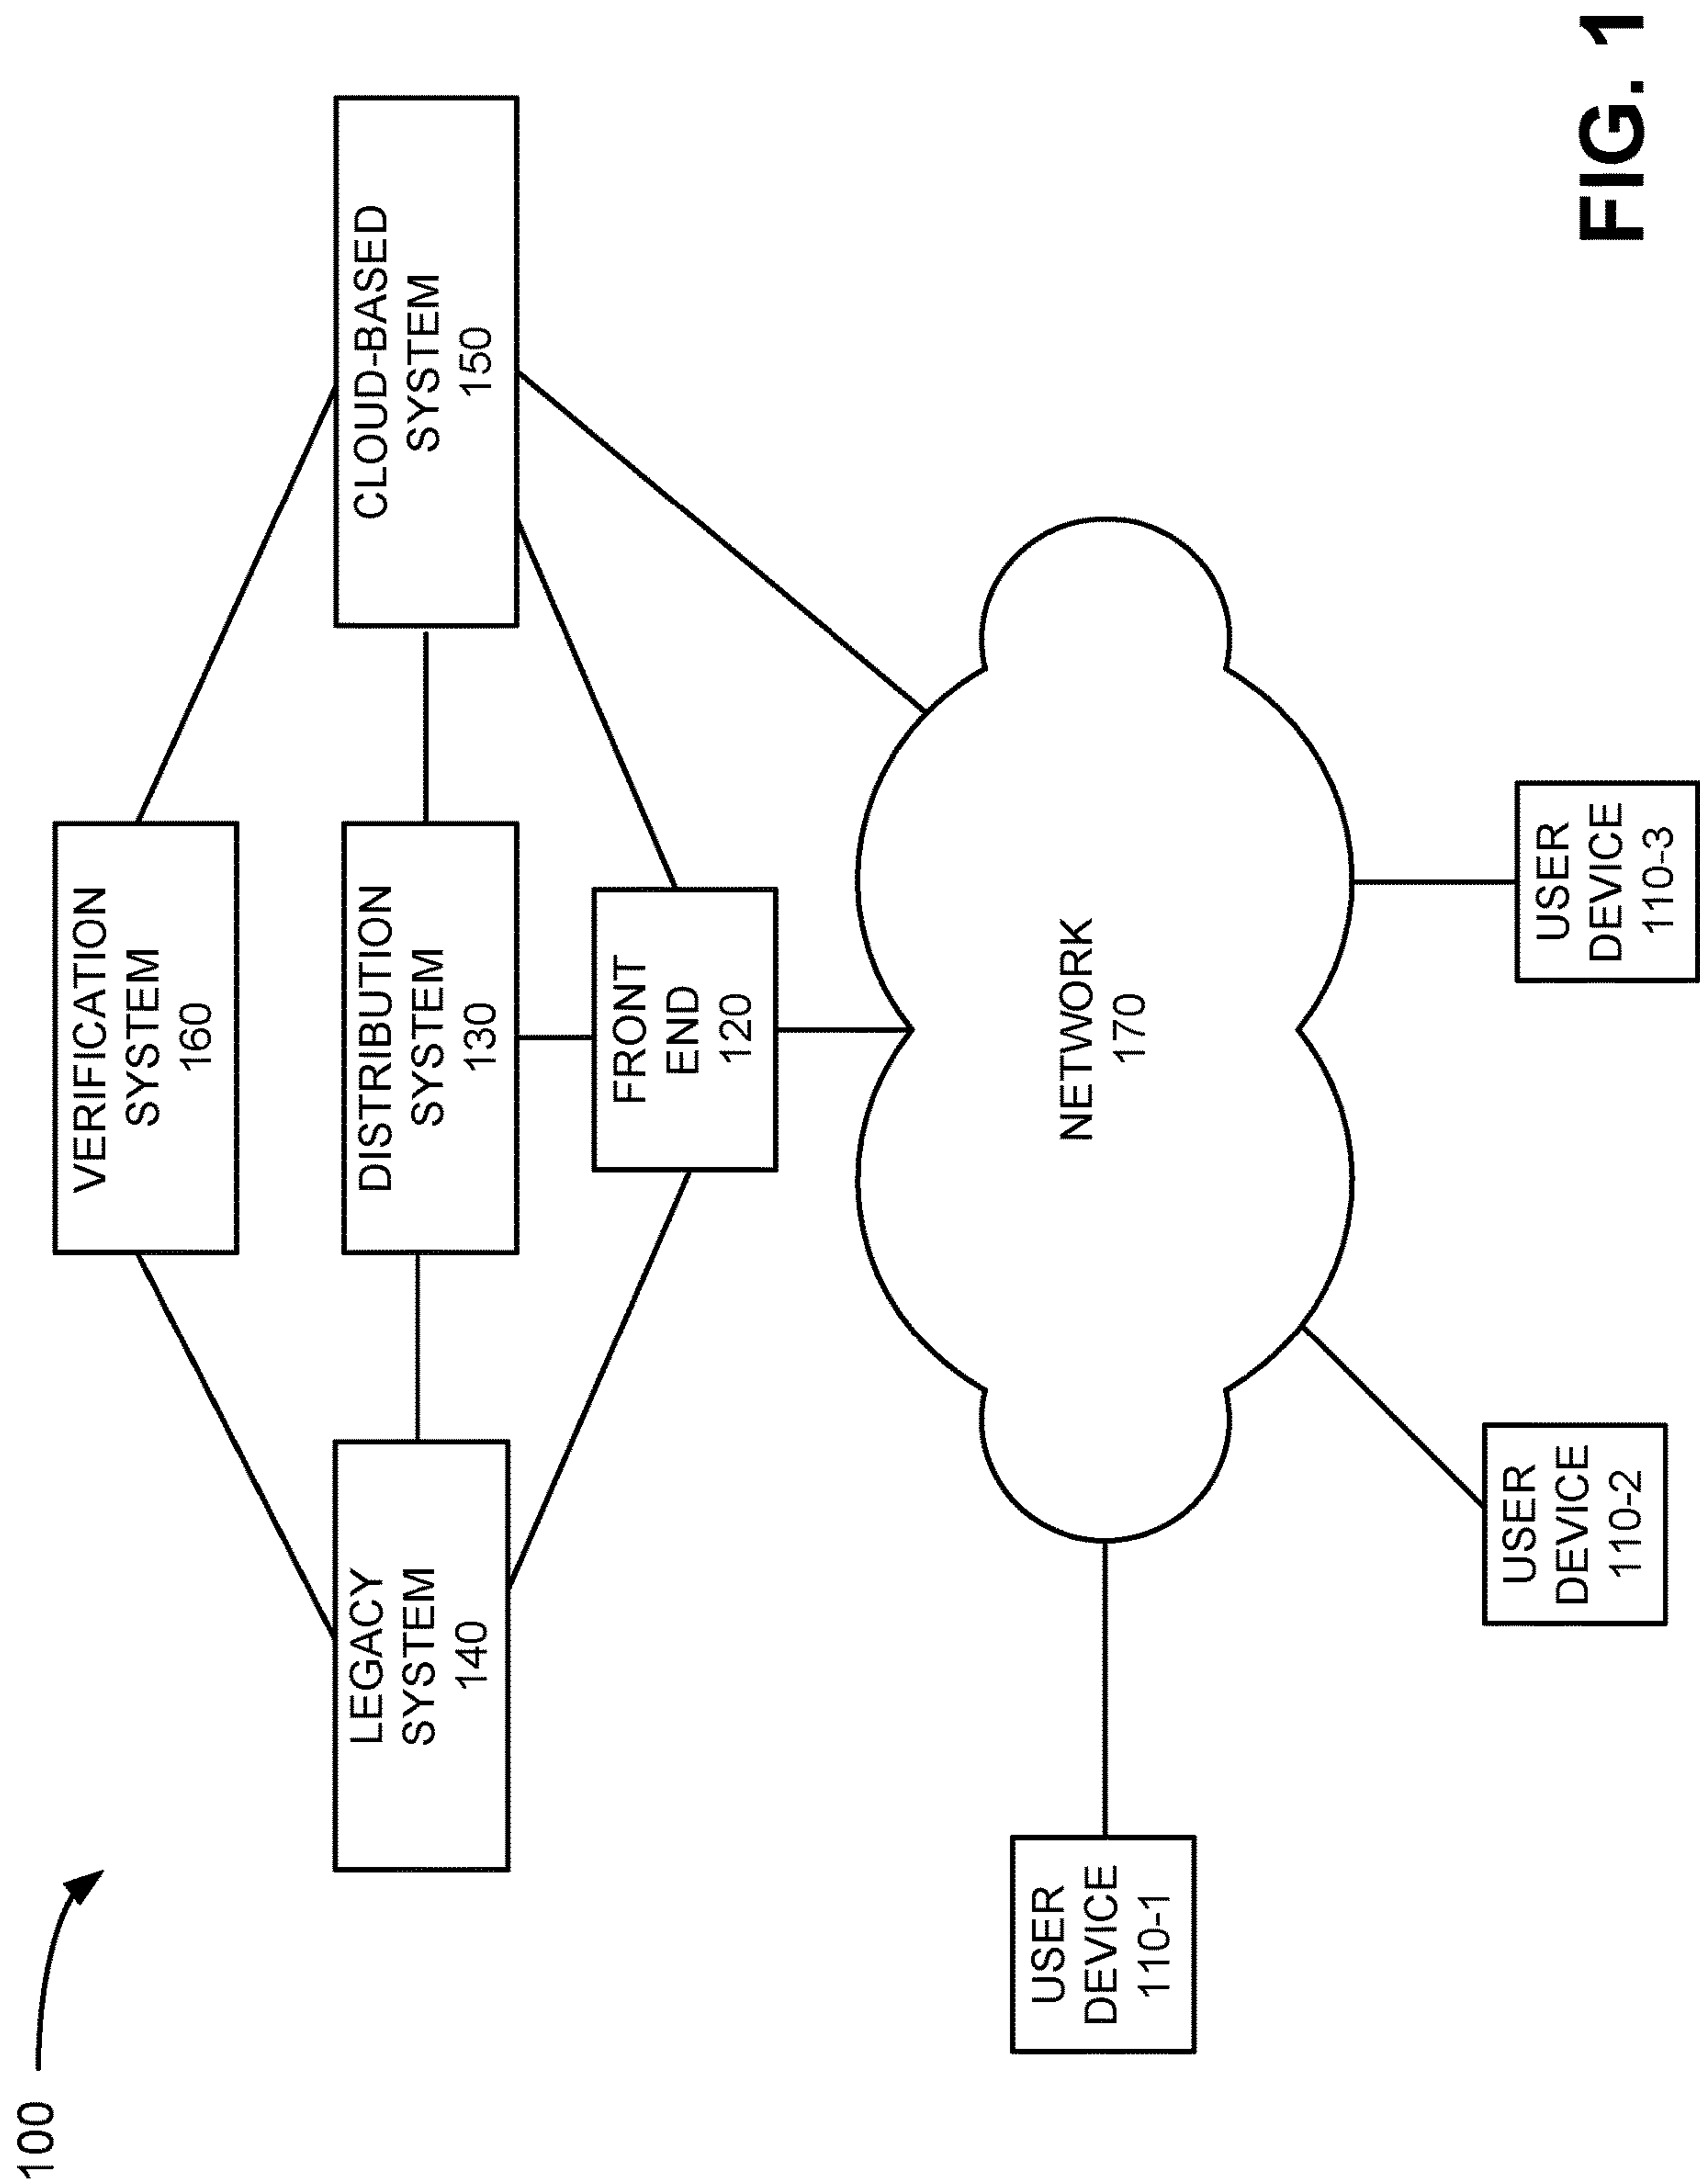 100
VERIFICATION
SYSTEM
160
LEGACY
SYSTEM
140
DISTRIBUTION
SYSTEM
130
CLOUD-BASED
SYSTEM
150
FRONT
END
120
NETWORK
170
USER
DEVICE
110-1
USER
DEVICE
110-2
USER
DEVICE
110-3
FIG. 1